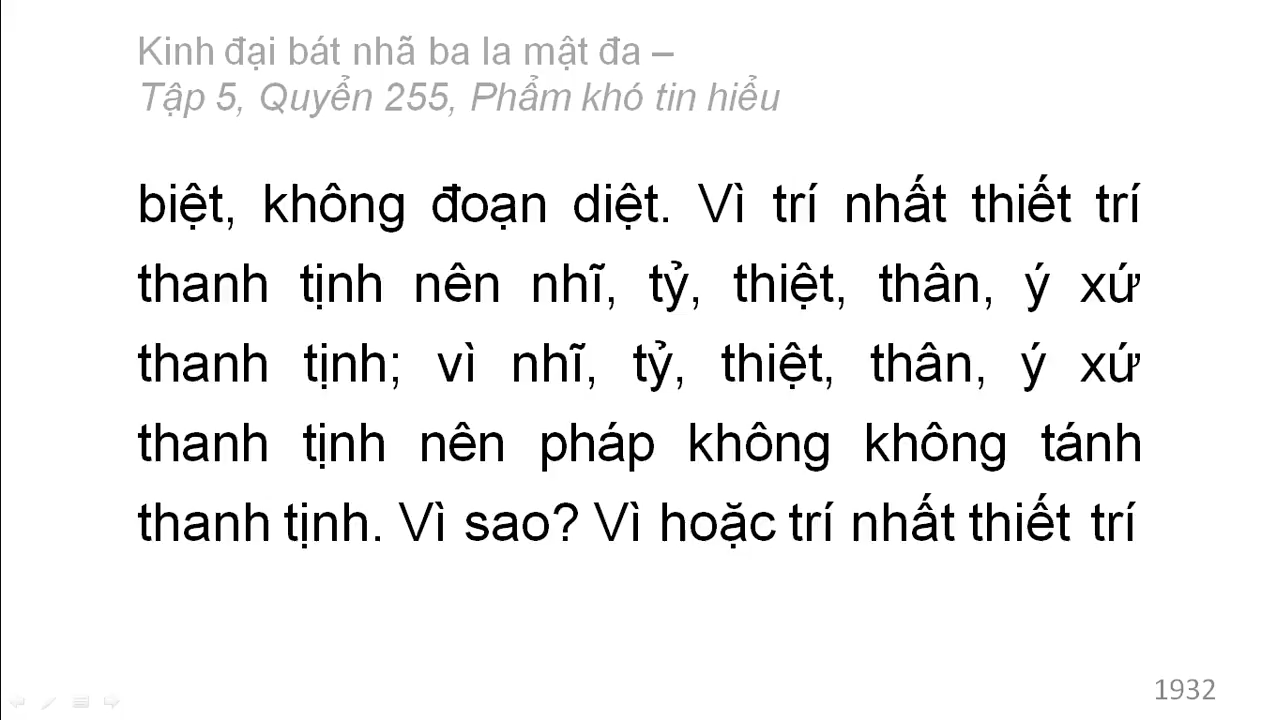 Kinh đại bát nhã ba la mật đa –
Tập 5, Quyển 255, Phẩm khó tin hiểu
biệt, không đoạn diệt. Vì trí nhất thiết trí
thanh tịnh nên nhĩ, tỷ, thiệt, thân, ý xứ
thanh tịnh; vì nhĩ, tỷ, thiệt, thân, ý xứ
thanh tịnh nên pháp không không tánh
thanh tịnh. Vì sao? Vì hoặc trí nhất thiết trí
1932